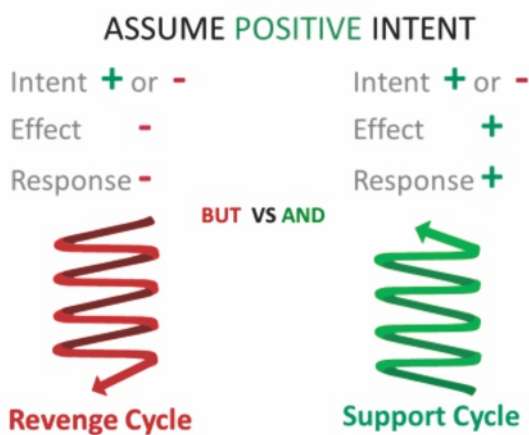 ASSUME POSITIVE INTENT
Intent + or -
Effect -
Response -
Intent + or -
Effect +
Response +
BUT VS AND
Revenge Cycle
Support Cycle